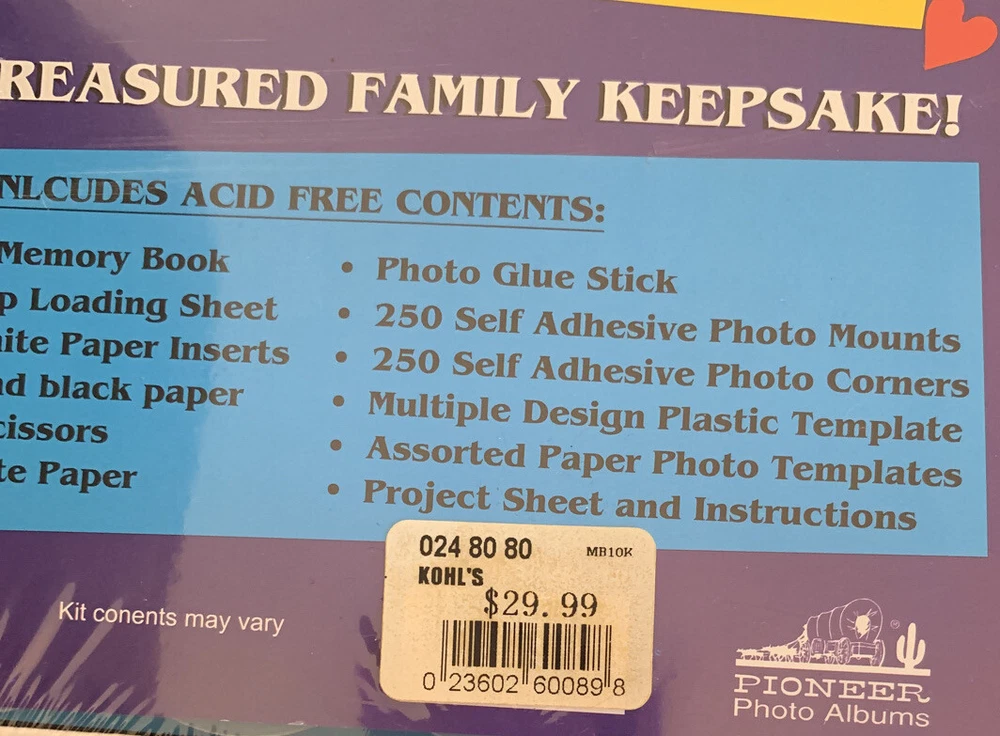 REASURED FAMILY KEEPSAKE!
NLCUDES ACID FREE CONTENTS:
Memory Book
p Loading Sheet
ite Paper Inserts
nd black paper
cissors
te Paper
• Photo Glue Stick
• 250 Self Adhesive Photo Mounts
• 250 Self Adhesive Photo Corners
• Multiple Design Plastic Template
• Assorted Paper Photo Templates
• Project Sheet and Instructions
024 80 80 MB10K
KOHL'S
$29.99
0 23602 60089 8
Kit conents may vary
®
PIONEER
Photo Albums